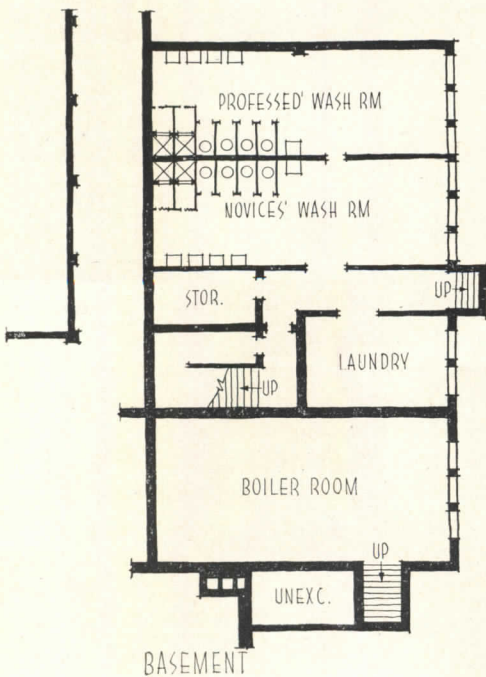 PROFESSED' WASH RM
NOVICES' WASH RM
STOR.
UP
LAUNDRY
UP
BOILER ROOM
UP
UNEXC.
BASEMENT